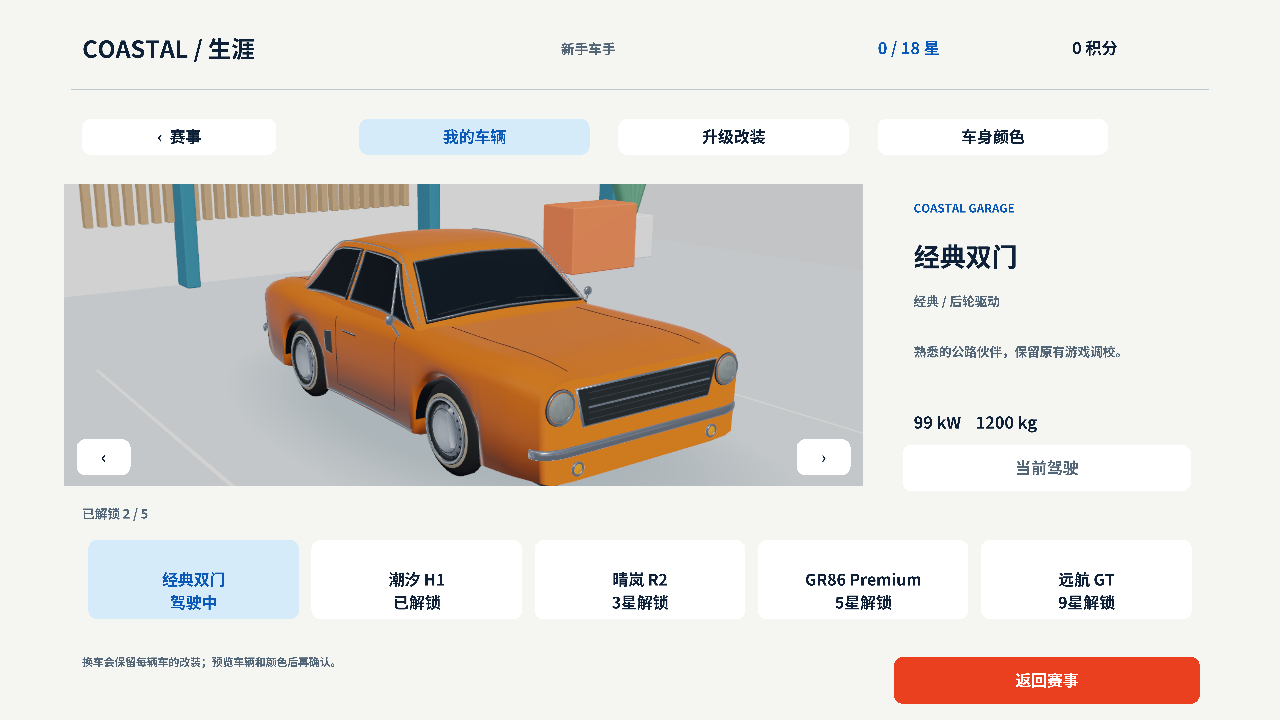 COASTAL / 生涯
新手车手
0 / 18 星
0 积分
‹ 赛事
我的车辆
升级改装
车身颜色
COASTAL GARAGE
经典双门
经典 / 后轮驱动
熟悉的公路伙伴，保留原有游戏调校。
99 kW 1200 kg
‹
›
当前驾驶
已解锁 2 / 5
经典双门
驾驶中
潮汐 H1
已解锁
晴岚 R2
3星解锁
GR86 Premium
5星解锁
远航 GT
9星解锁
换车会保留每辆车的改装；预览车辆和颜色后再确认。
返回赛事